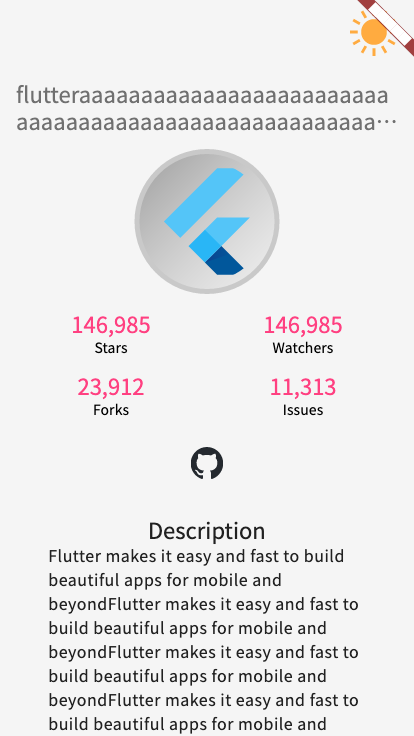 flutteraaaaaaaaaaaaaaaaaaaaaaaaa
aaaaaaaaaaaaaaaaaaaaaaaaaaaaa…
146,985
Stars
146,985
Watchers
23,912
Forks
11,313
Issues
Description
Flutter makes it easy and fast to build
beautiful apps for mobile and
beyondFlutter makes it easy and fast to
build beautiful apps for mobile and
beyondFlutter makes it easy and fast to
build beautiful apps for mobile and
beyondFlutter makes it easy and fast to
build beautiful apps for mobile and